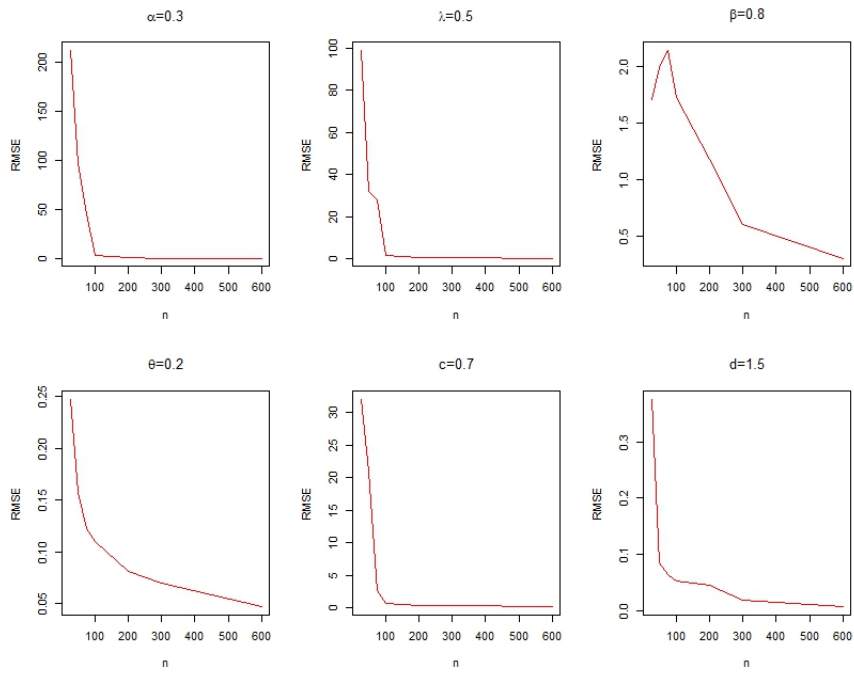 α=0.3
RMSE
200
150
100
50
0
100 200 300 400 500 600
n
λ=0.5
RMSE
100
80
60
40
20
0
100 200 300 400 500 600
n
β=0.8
RMSE
2.0
1.5
1.0
0.5
100 200 300 400 500 600
n
θ=0.2
RMSE
0.25
0.20
0.15
0.10
0.05
100 200 300 400 500 600
n
c=0.7
RMSE
30
25
20
15
10
5
0
100 200 300 400 500 600
n
d=1.5
RMSE
0.3
0.2
0.1
0.0
100 200 300 400 500 600
n